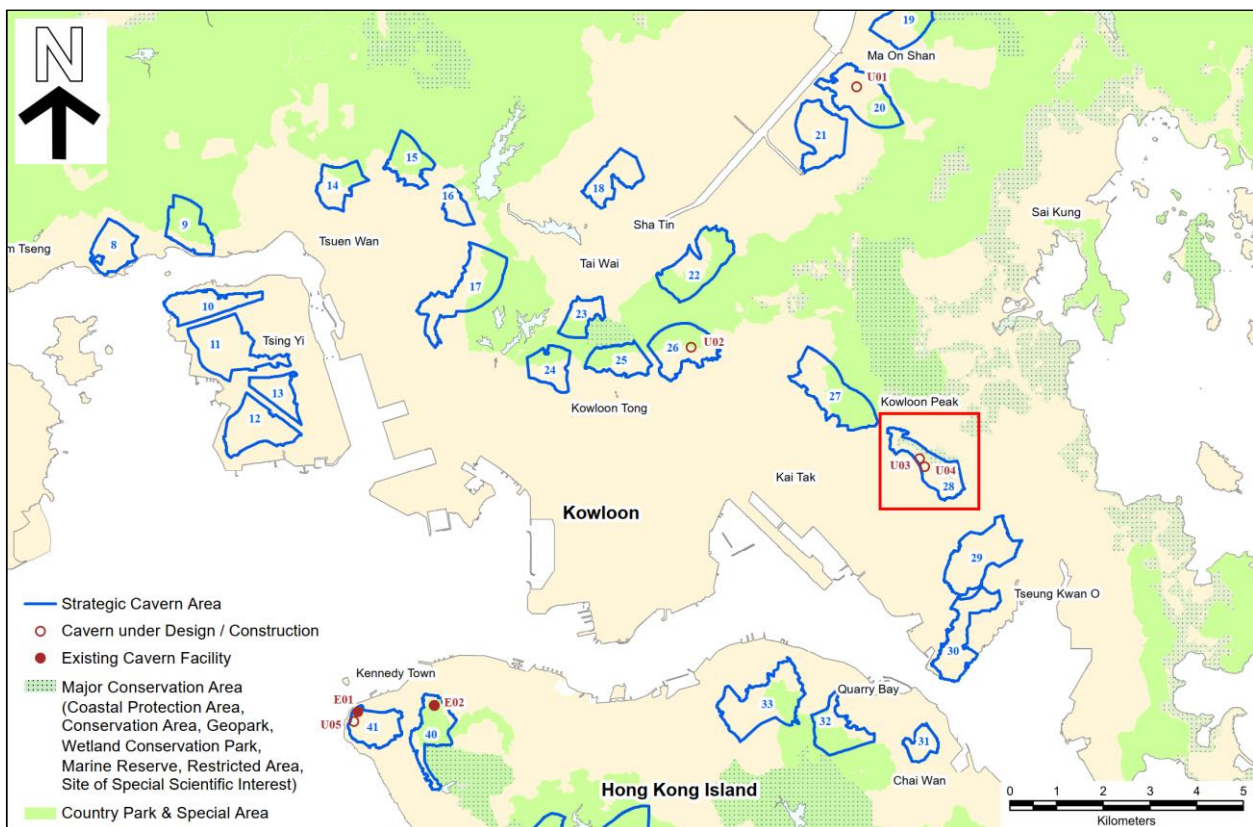 N
19
Ma On Shan
U01
20
21
15
14
16
18
9
Sai Kung
8
m Tseng
Tsuen Wan
Sha Tin
Tai Wai
22
17
10
23
11
Tsing Yi
26
U02
25
24
13
27
Kowloon Peak
12
Kowloon Tong
U03
U04
28
Kai Tak
Kowloon
29
Tseung Kwan O
30
Strategic Cavern Area
Cavern under Design / Construction
Existing Cavern Facility
Major Conservation Area
(Coastal Protection Area,
Conservation Area, Geopark,
Wetland Conservation Park,
Marine Reserve, Restricted Area,
Site of Special Scientific Interest)
Country Park & Special Area
Kennedy Town
E01
E02
U05
41
40
Quarry Bay
33
32
31
Chai Wan
Hong Kong Island
0 1 2 3 4 5
Kilometers